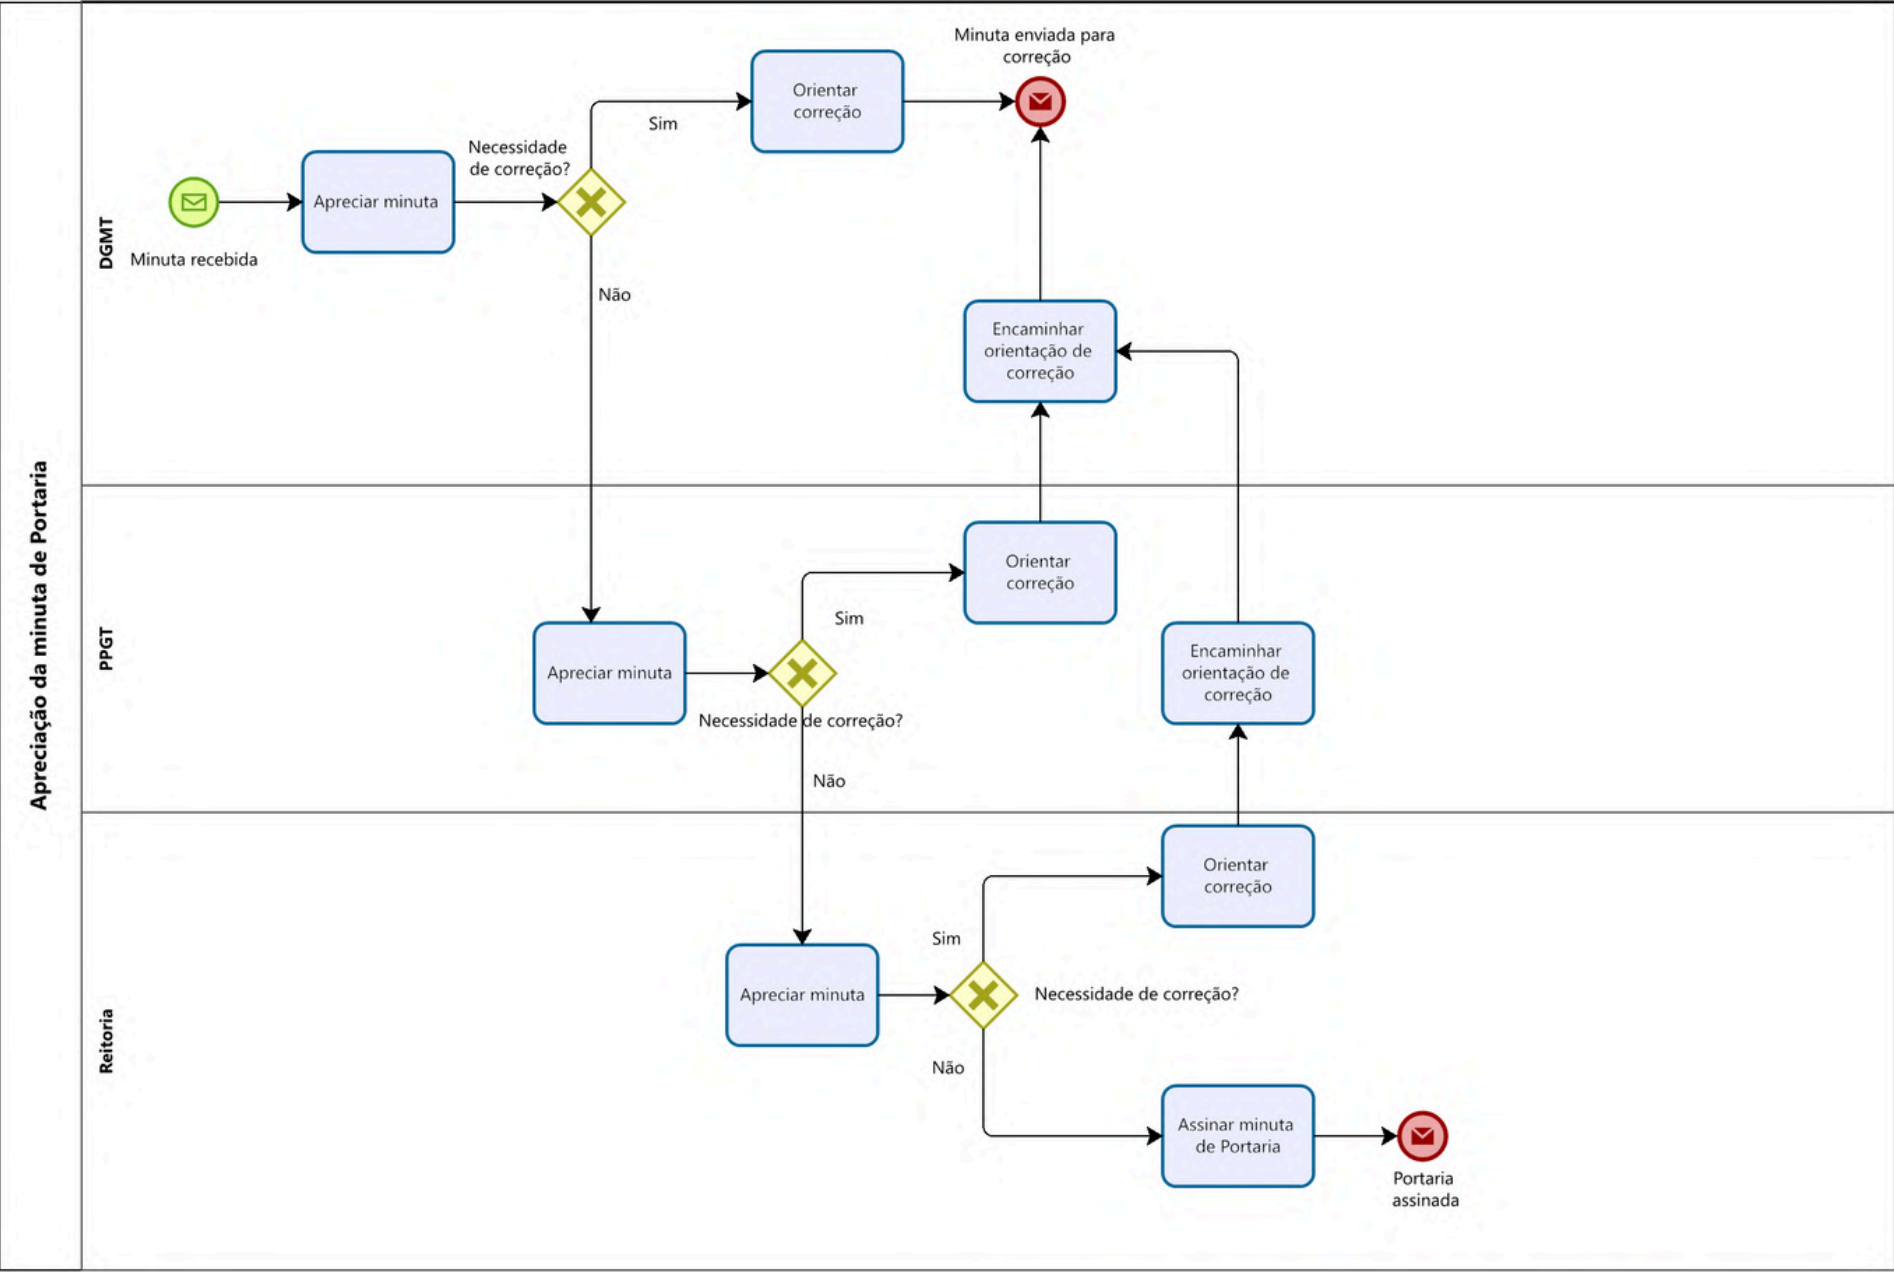 Apreciação da minuta de Portaria
DGMT
Minuta recebida
Apreciar minuta
Necessidade
de correção?
Sim
Não
Orientar
correção
Minuta enviada para
correção
Encaminhar
orientação de
correção
PPGT
Apreciar minuta
Necessidade de correção?
Sim
Não
Orientar
correção
Encaminhar
orientação de
correção
Reitoria
Apreciar minuta
Necessidade de correção?
Sim
Não
Orientar
correção
Assinar minuta
de Portaria
Portaria
assinada